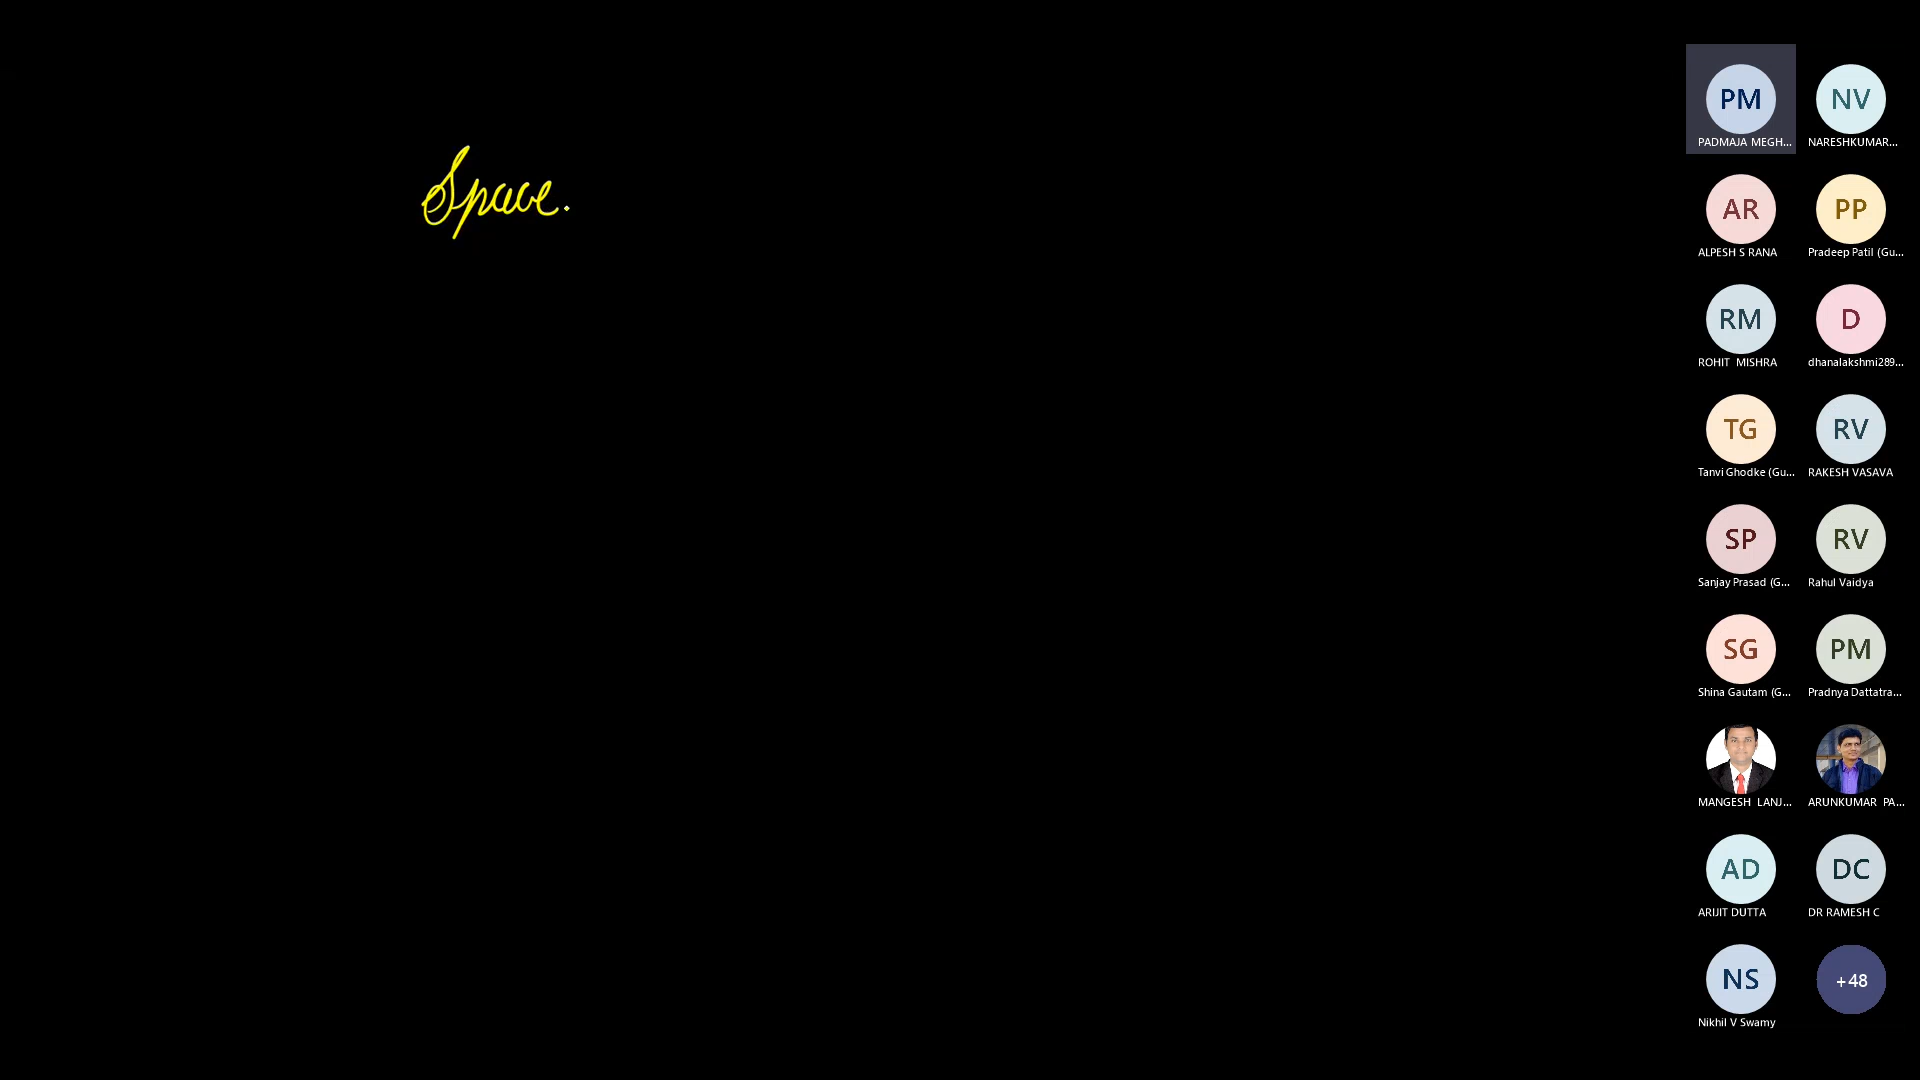 Space.
PM
NV
PADMAJA MEGH...
NARESHKUMAR...
AR
PP
ALPESH S RANA
Pradeep Patil (Gu...
RM
D
ROHIT MISHRA
dhanalakshmi289...
TG
RV
Tanvi Ghodke (Gu...
RAKESH VASAVA
SP
RV
Sanjay Prasad (G...
Rahul Vaidya
SG
PM
Shina Gautam (G...
Pradnya Dattatra...
MANGESH LANJ...
ARUNKUMAR PA...
AD
DC
ARIJIT DUTTA
DR RAMESH C
NS
+48
Nikhil V Swamy